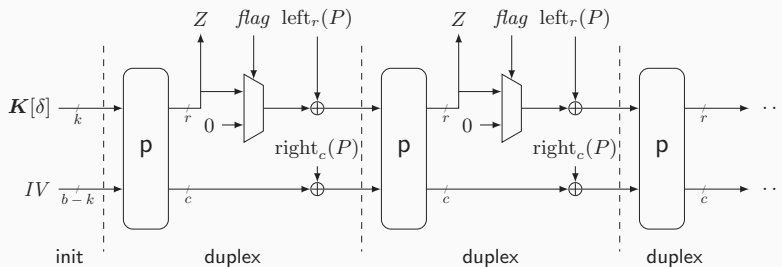 Z flag left_r(P) Z flag left_r(P)
K[δ] k p r p r p r ··
0 0
right_c(P) right_c(P)
IV b − k c c c ··
init duplex duplex duplex